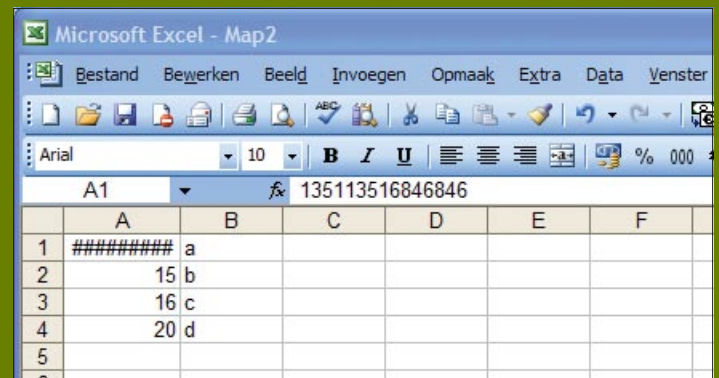 Microsoft Excel - Map2
Bestand Bewerken Beeld Invoegen Opmaak Extra Data Venster
ABC
Arial 10 B I U a % 000
A1 fx 135113516846846
A B C D E F
1 ######### a
2 15 b
3 16 c
4 20 d
5